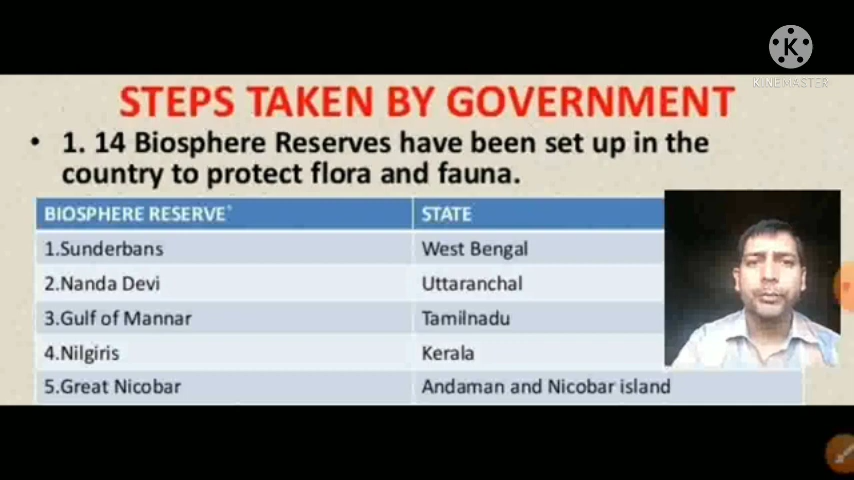 K
KINEMASTER
STEPS TAKEN BY GOVERNMENT
• 1. 14 Biosphere Reserves have been set up in the
country to protect flora and fauna.
BIOSPHERE RESERVE* STATE
1.Sunderbans West Bengal
2.Nanda Devi Uttaranchal
3.Gulf of Mannar Tamilnadu
4.Nilgiris Kerala
5.Great Nicobar Andaman and Nicobar island